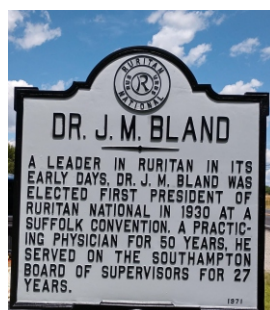 RURITAN
R
NATIONAL
DR. J. M. BLAND
A LEADER IN RURITAN IN ITS
EARLY DAYS, DR. J. M. BLAND WAS
ELECTED FIRST PRESIDENT OF
RURITAN NATIONAL IN 1930 AT A
SUFFOLK CONVENTION. A PRACTIC-
ING PHYSICIAN FOR 50 YEARS, HE
SERVED ON THE SOUTHAMPTON
BOARD OF SUPERVISORS FOR 27
YEARS.
1971